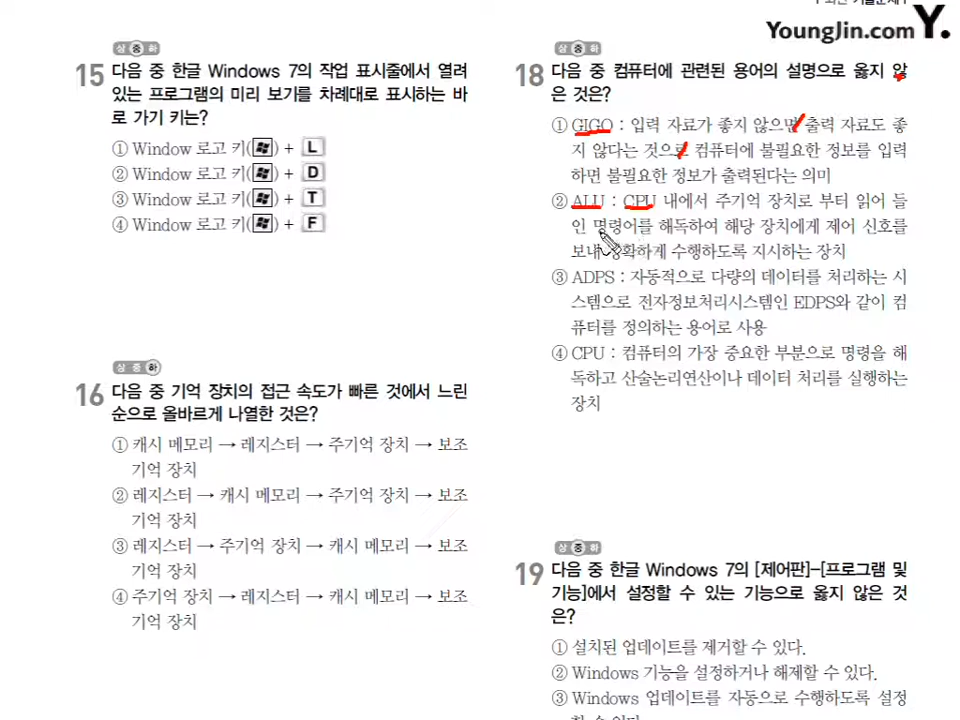 YoungJin.com Y.
상 중 하
15 다음 중 한글 Windows 7의 작업 표시줄에서 열려
있는 프로그램의 미리 보기를 차례대로 표시하는 바
로 가기 키는?
① Window 로고 키( ) + L
② Window 로고 키( ) + D
③ Window 로고 키( ) + T
④ Window 로고 키( ) + F
상 중 하
16 다음 중 기억 장치의 접근 속도가 빠른 것에서 느린
순으로 올바르게 나열한 것은?
① 캐시 메모리 → 레지스터 → 주기억 장치 → 보조
기억 장치
② 레지스터 → 캐시 메모리 → 주기억 장치 → 보조
기억 장치
③ 레지스터 → 주기억 장치 → 캐시 메모리 → 보조
기억 장치
④ 주기억 장치 → 레지스터 → 캐시 메모리 → 보조
기억 장치
상 중 하
18 다음 중 컴퓨터에 관련된 용어의 설명으로 옳지 않
은 것은?
① GIGO : 입력 자료가 좋지 않으면 출력 자료도 좋
지 않다는 것으로 컴퓨터에 불필요한 정보를 입력
하면 불필요한 정보가 출력된다는 의미
② ALU : CPU 내에서 주기억 장치로 부터 읽어 들
인 명령어를 해독하여 해당 장치에게 제어 신호를
보내 정확하게 수행하도록 지시하는 장치
③ ADPS : 자동적으로 다량의 데이터를 처리하는 시
스템으로 전자정보처리시스템인 EDPS와 같이 컴
퓨터를 정의하는 용어로 사용
④ CPU : 컴퓨터의 가장 중요한 부분으로 명령을 해
독하고 산술논리연산이나 데이터 처리를 실행하는
장치
상 중 하
19 다음 중 한글 Windows 7의 [제어판]-[프로그램 및
기능]에서 설정할 수 있는 기능으로 옳지 않은 것
은?
① 설치된 업데이트를 제거할 수 있다.
② Windows 기능을 설정하거나 해제할 수 있다.
③ Windows 업데이트를 자동으로 수행하도록 설정